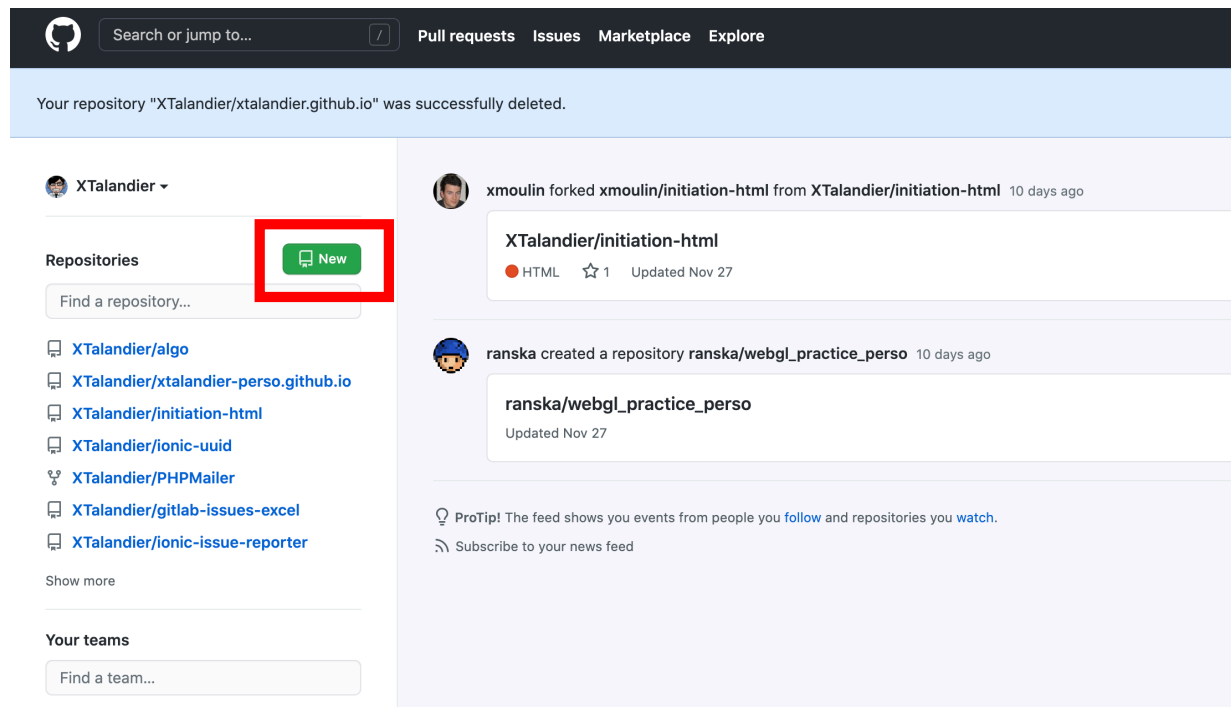 Search or jump to... /
Pull requests Issues Marketplace Explore
Your repository "XTalandier/xtalandier.github.io" was successfully deleted.
XTalandier
Repositories
New
Find a repository...
XTalandier/algo
XTalandier/xtalandier-perso.github.io
XTalandier/initiation-html
XTalandier/ionic-uuid
XTalandier/PHPMailer
XTalandier/gitlab-issues-excel
XTalandier/ionic-issue-reporter
Show more
Your teams
Find a team...
xmoulin forked xmoulin/initiation-html from XTalandier/initiation-html 10 days ago
XTalandier/initiation-html
HTML 1 Updated Nov 27
ranska created a repository ranska/webgl_practice_perso 10 days ago
ranska/webgl_practice_perso
Updated Nov 27
ProTip! The feed shows you events from people you follow and repositories you watch.
Subscribe to your news feed